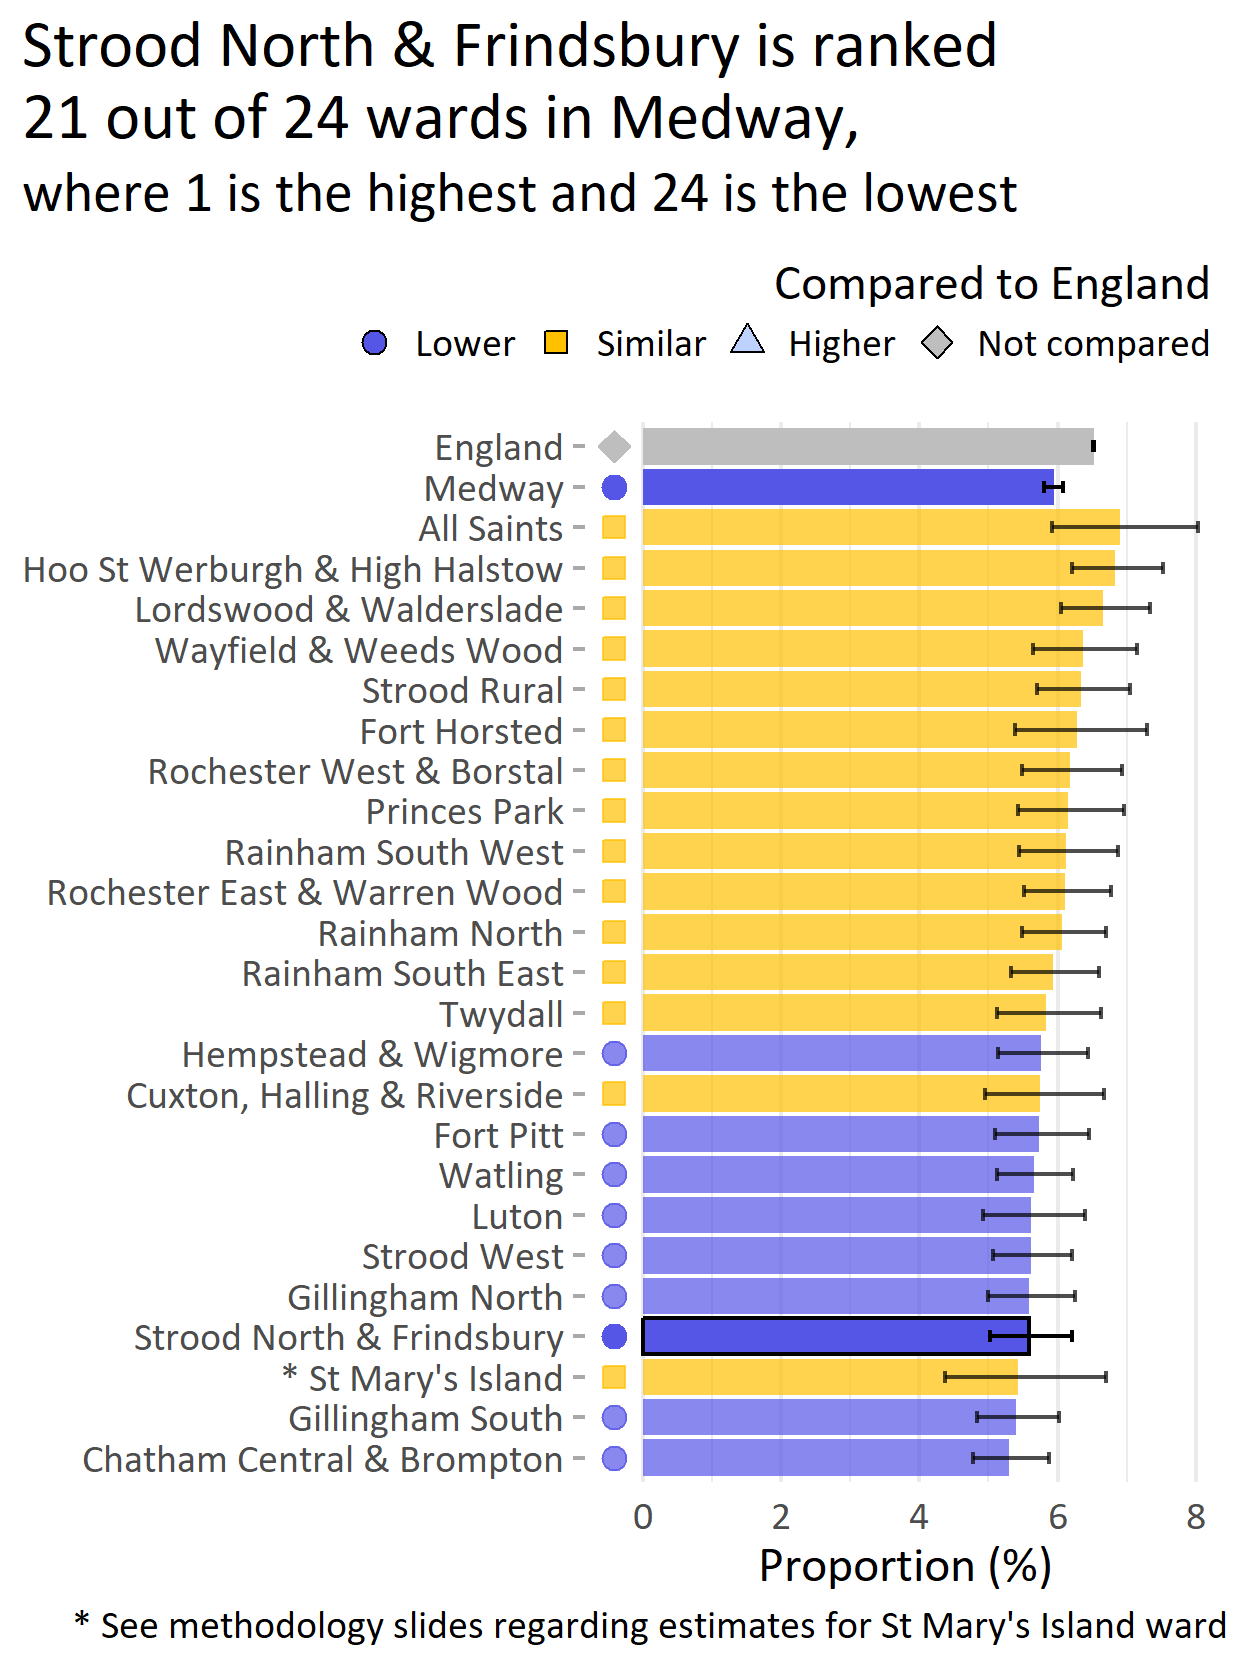 Strood North & Frindsbury is ranked
21 out of 24 wards in Medway,
where 1 is the highest and 24 is the lowest
Compared to England
Lower Similar Higher Not compared
England
Medway
All Saints
Hoo St Werburgh & High Halstow
Lordswood & Walderslade
Wayfield & Weeds Wood
Strood Rural
Fort Horsted
Rochester West & Borstal
Princes Park
Rainham South West
Rochester East & Warren Wood
Rainham North
Rainham South East
Twydall
Hempstead & Wigmore
Cuxton, Halling & Riverside
Fort Pitt
Watling
Luton
Strood West
Gillingham North
Strood North & Frindsbury
* St Mary's Island
Gillingham South
Chatham Central & Brompton
0 2 4 6 8
Proportion (%)
* See methodology slides regarding estimates for St Mary's Island ward